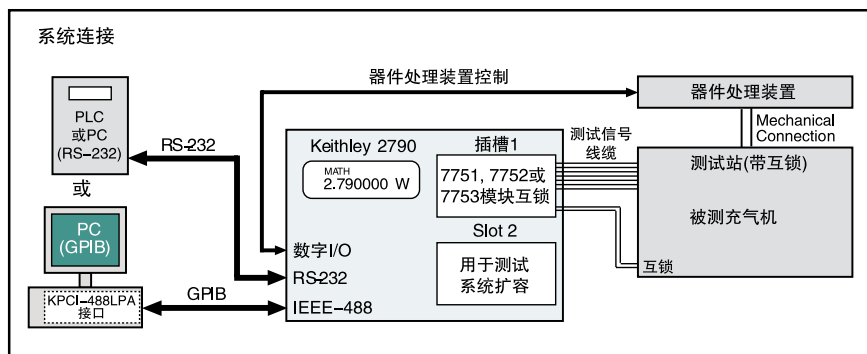 系统连接
PLC
或PC
(RS-232)
或
PC
(GPIB)
KPCI-488LPA
接口
RS-232
GPIB
器件处理装置控制
Keithley 2790
MATH
2.790000 W
数字I/O
RS-232
IEEE-488
插槽1
7751, 7752或
7753模块互锁
Slot 2
用于测试
系统扩容
测试信号
线缆
器件处理装置
Mechanical
Connection
测试站(带互锁)
被测充气机
互锁